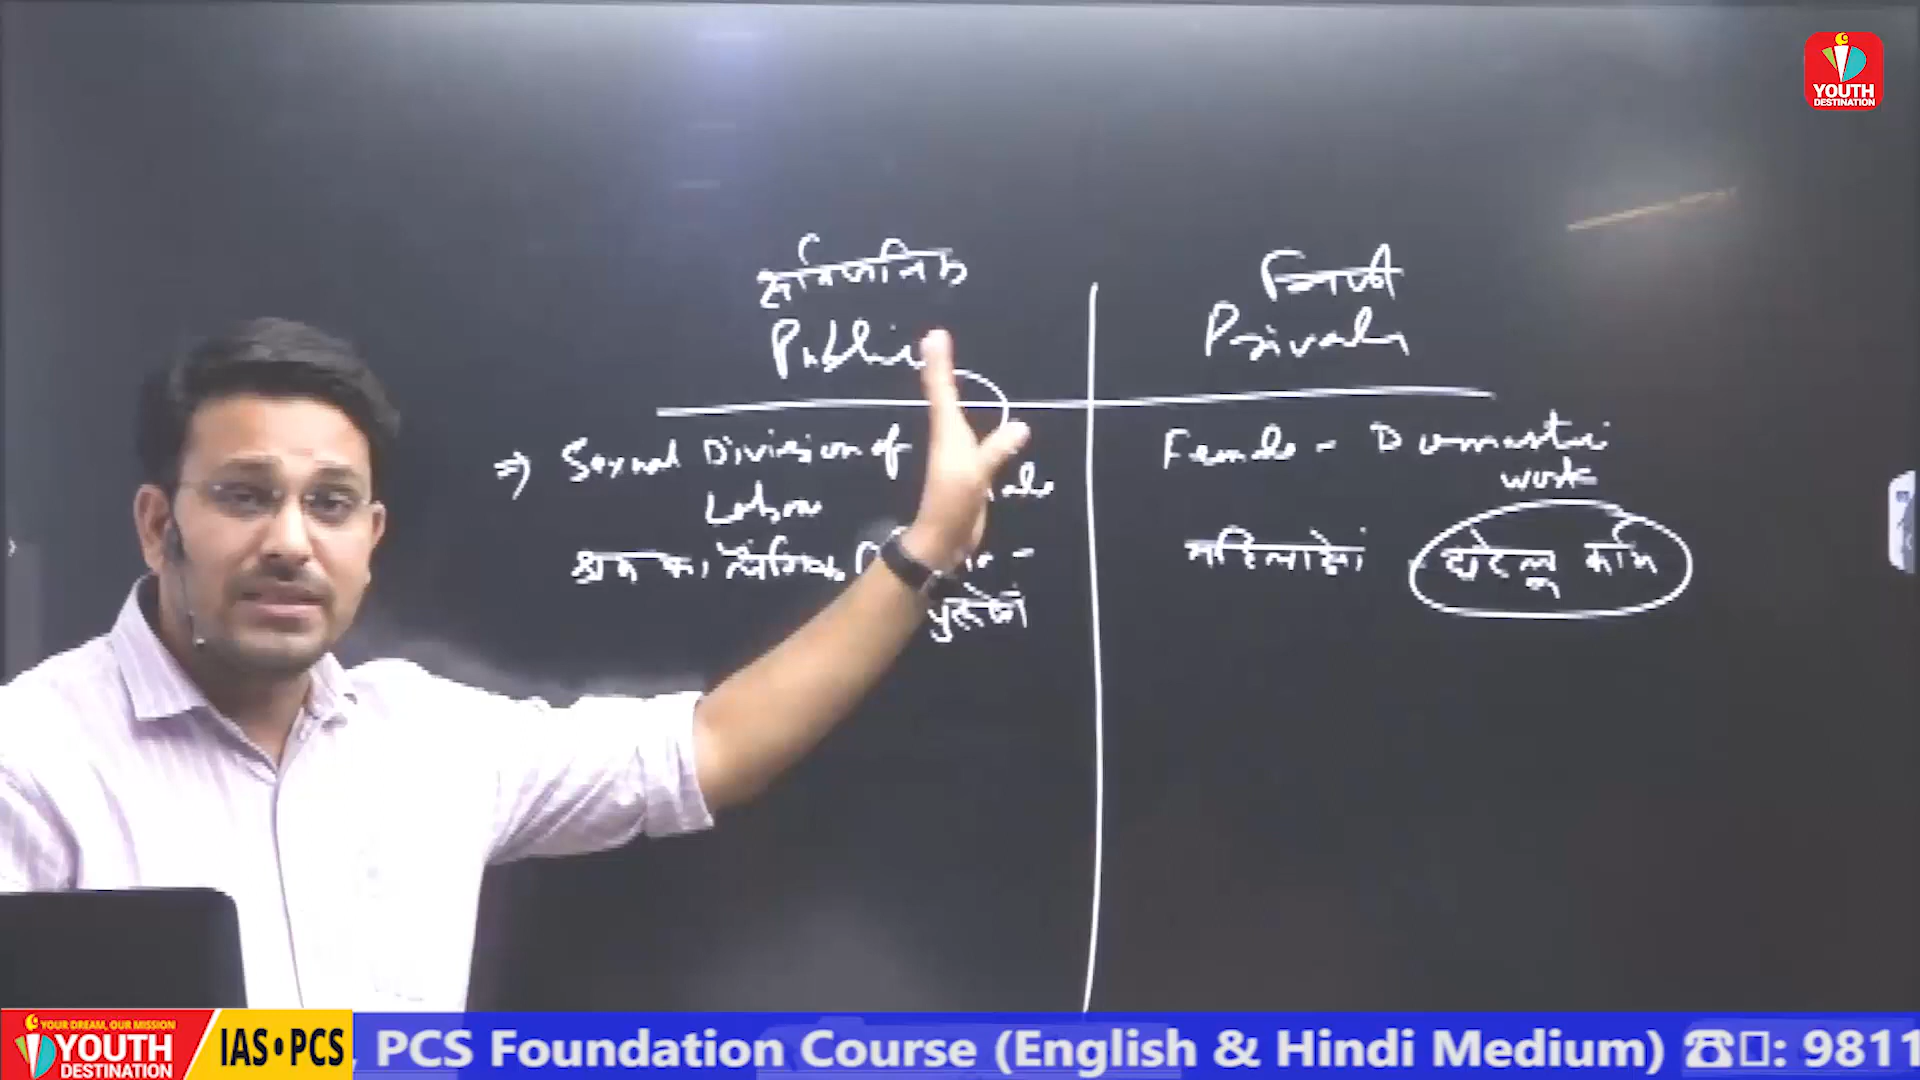 YOUTH
DESTINATION
सार्वजनिक
Public
निजी
Private
⇒ Sexual Division of
Labour
श्रम का लैंगिक
पुरुषों
Female - Domestic
work
महिलाओं घरेलू काम
YOUR DREAM, OUR MISSION
YOUTH
DESTINATION
IAS•PCS
PCS Foundation Course (English & Hindi Medium) ☎: 9811